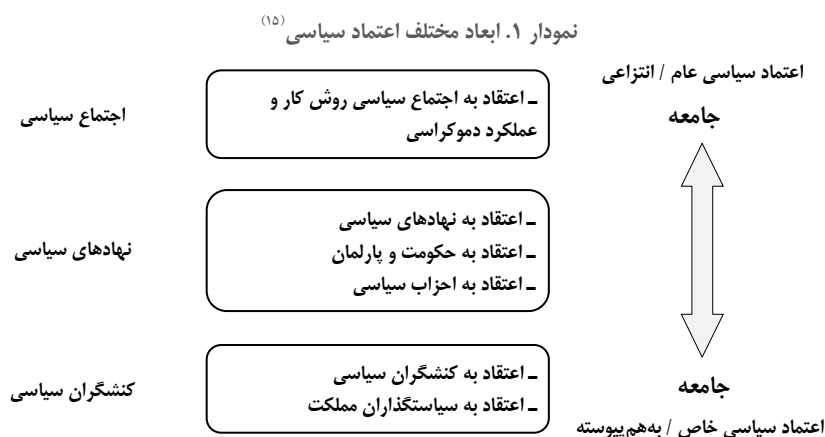 نمودار ۱. ابعاد مختلف اعتماد سیاسی(۱۵)
اعتماد سیاسی عام / انتزاعی
جامعه
ـ اعتقاد به اجتماع سیاسی روش کار و
عملکرد دموکراسی
اجتماع سیاسی
ـ اعتقاد به نهادهای سیاسی
ـ اعتقاد به حکومت و پارلمان
ـ اعتقاد به احزاب سیاسی
نهادهای سیاسی
ـ اعتقاد به کنشگران سیاسی
ـ اعتقاد به سیاستگذاران مملکت
کنشگران سیاسی
جامعه
اعتماد سیاسی خاص / به‌هم‌پیوسته